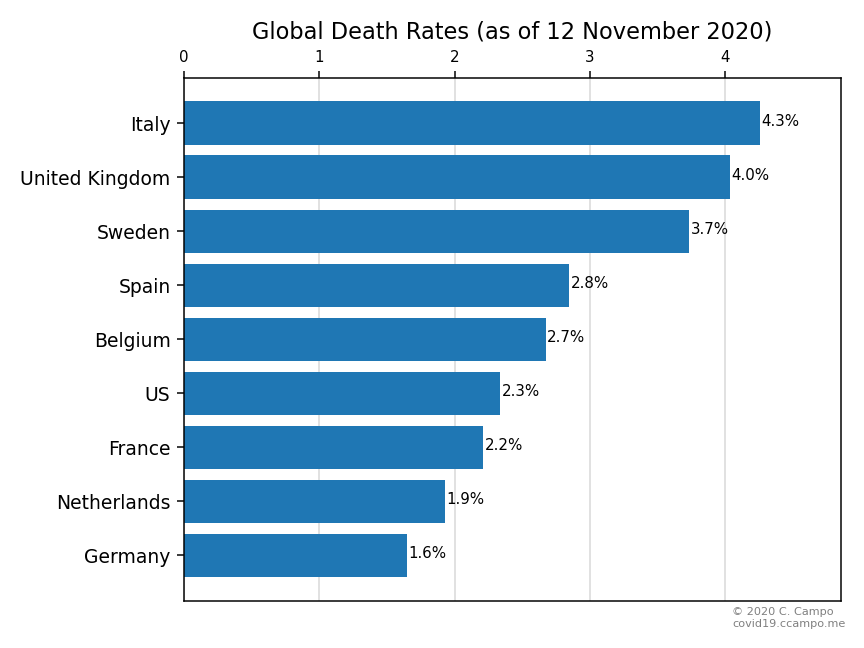 Global Death Rates (as of 12 November 2020)
0 1 2 3 4
Italy 4.3%
United Kingdom 4.0%
Sweden 3.7%
Spain 2.8%
Belgium 2.7%
US 2.3%
France 2.2%
Netherlands 1.9%
Germany 1.6%
© 2020 C. Campo
covid19.ccampo.me